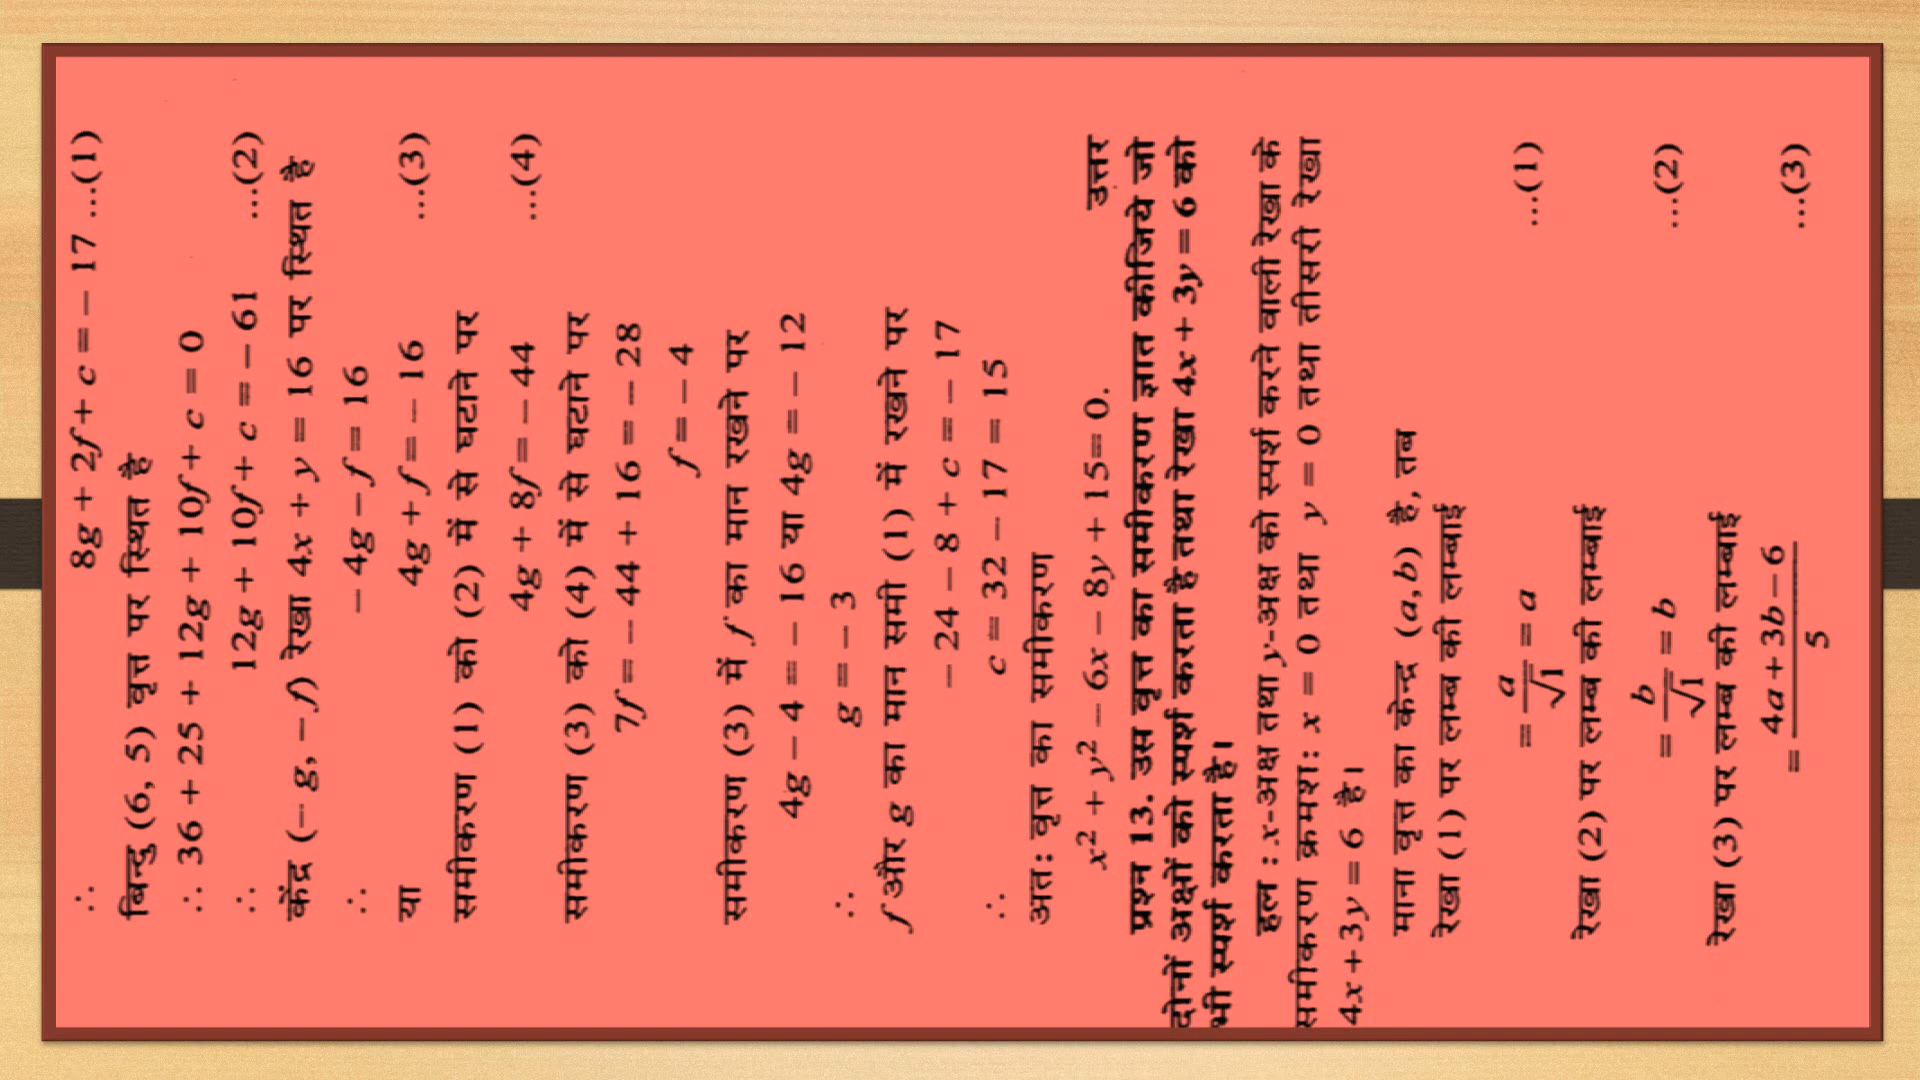 ∴ 8g + 2f + c = − 17 ...(1)
बिन्दु (6, 5) वृत्त पर स्थित है
∴ 36 + 25 + 12g + 10f + c = 0
∴ 12g + 10f + c = − 61 ...(2)
केंद्र (− g, − f) रेखा 4x + y = 16 पर स्थित है
∴ − 4g − f = 16
या 4g + f = − 16 ...(3)
समीकरण (1) को (2) में से घटाने पर
4g + 8f = − 44 ...(4)
समीकरण (3) को (4) में से घटाने पर
7f = − 44 + 16 = − 28
f = − 4
समीकरण (3) में f का मान रखने पर
4g − 4 = − 16 या 4g = − 12
∴ g = − 3
f और g का मान समी (1) में रखने पर
− 24 − 8 + c = − 17
∴ c = 32 − 17 = 15
अत: वृत्त का समीकरण
x² + y² − 6x − 8y + 15= 0. उत्तर
प्रश्न 13. उस वृत्त का समीकरण ज्ञात कीजिये जो
दोनों अक्षों को स्पर्श करता है तथा रेखा 4x + 3y = 6 को
भी स्पर्श करता है।
हल : x-अक्ष तथा y-अक्ष को स्पर्श करने वाली रेखा के
समीकरण क्रमश: x = 0 तथा y = 0 तथा तीसरी रेखा
4x + 3y = 6 है।
माना वृत्त का केन्द्र (a, b) है, तब
रेखा (1) पर लम्ब की लम्बाई
= a/√1 = a ...(1)
रेखा (2) पर लम्ब की लम्बाई
= b/√1 = b ...(2)
रेखा (3) पर लम्ब की लम्बाई
= (4a + 3b − 6)/5 ...(3)